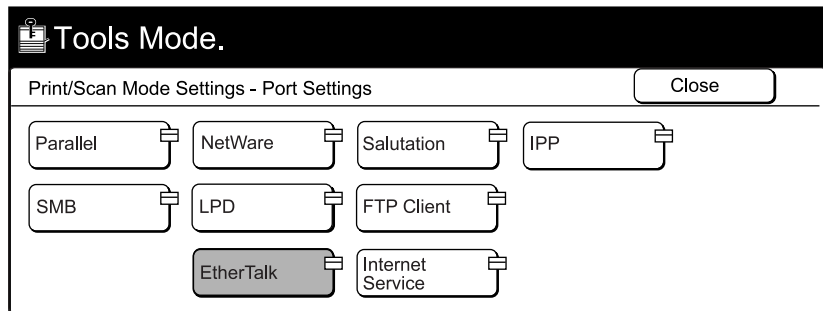 Tools Mode.
Print/Scan Mode Settings - Port Settings
Close
Parallel
NetWare
Salutation
IPP
SMB
LPD
FTP Client
EtherTalk
Internet
Service